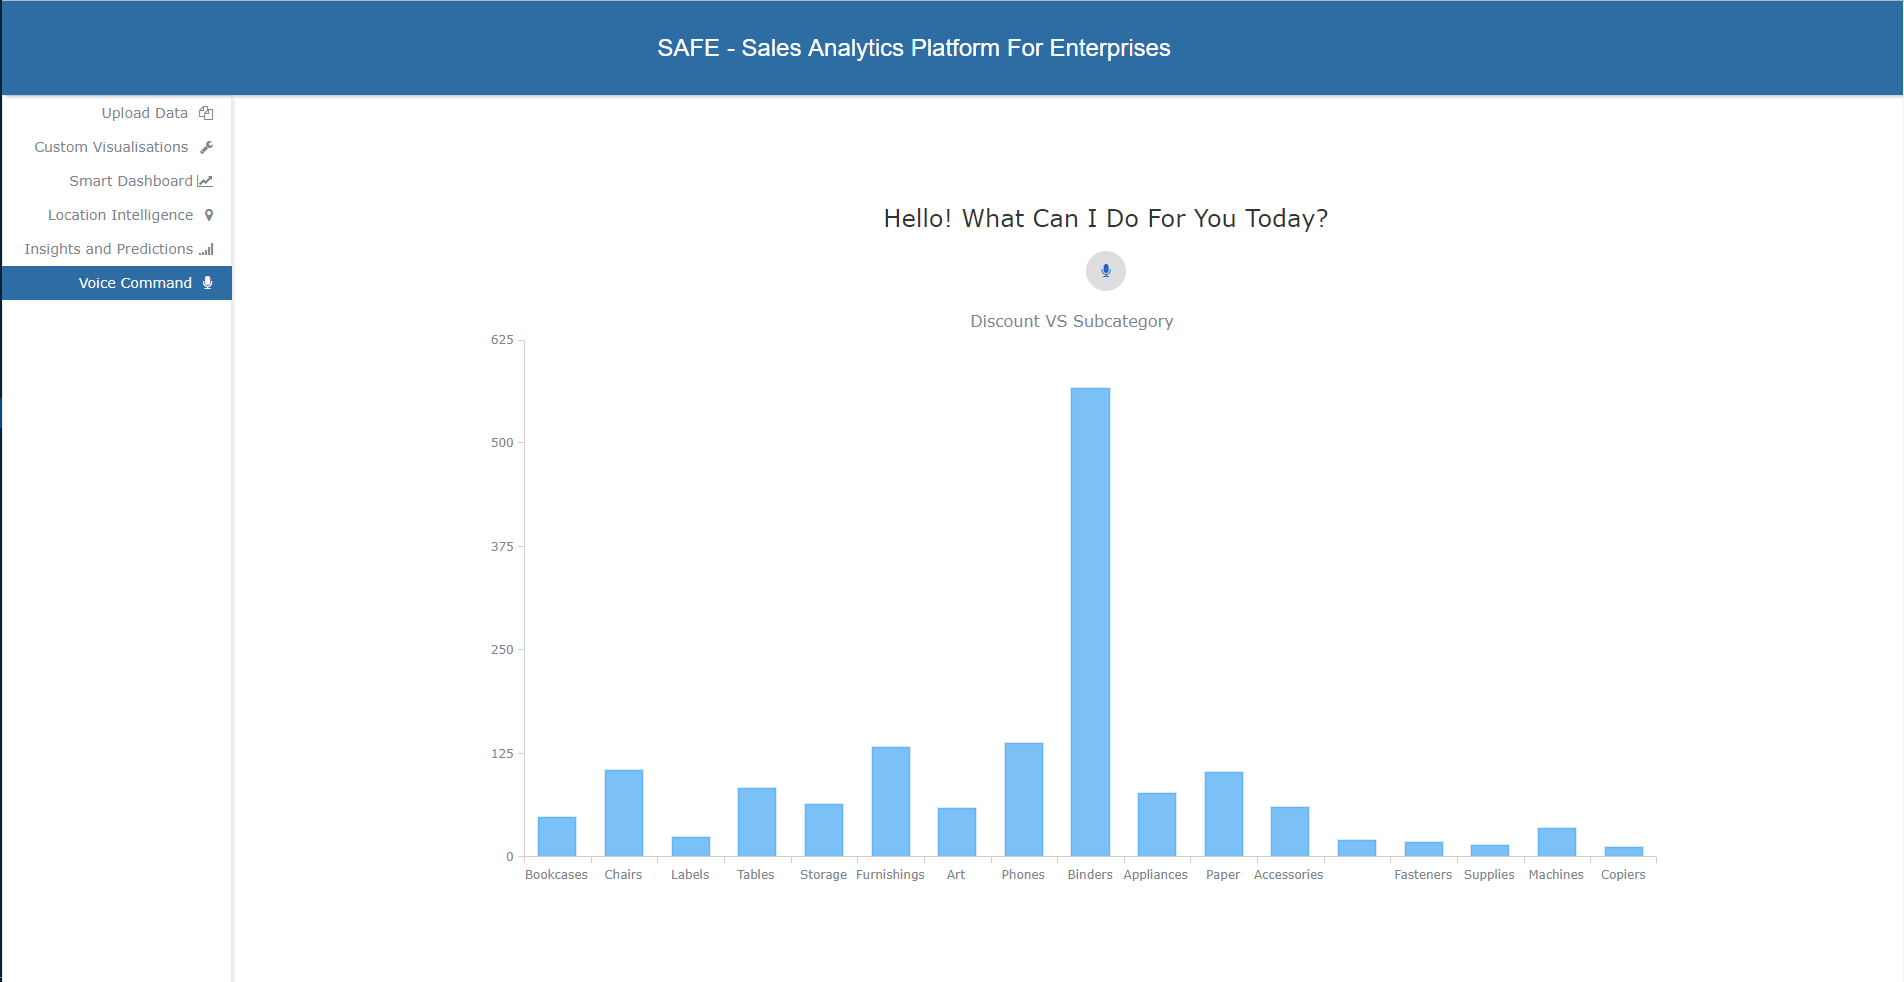 SAFE - Sales Analytics Platform For Enterprises
Upload Data
Custom Visualisations
Smart Dashboard
Location Intelligence
Insights and Predictions
Voice Command
Hello! What Can I Do For You Today?
Discount VS Subcategory
625
500
375
250
125
0
Bookcases Chairs Labels Tables Storage Furnishings Art Phones Binders Appliances Paper Accessories Fasteners Supplies Machines Copiers